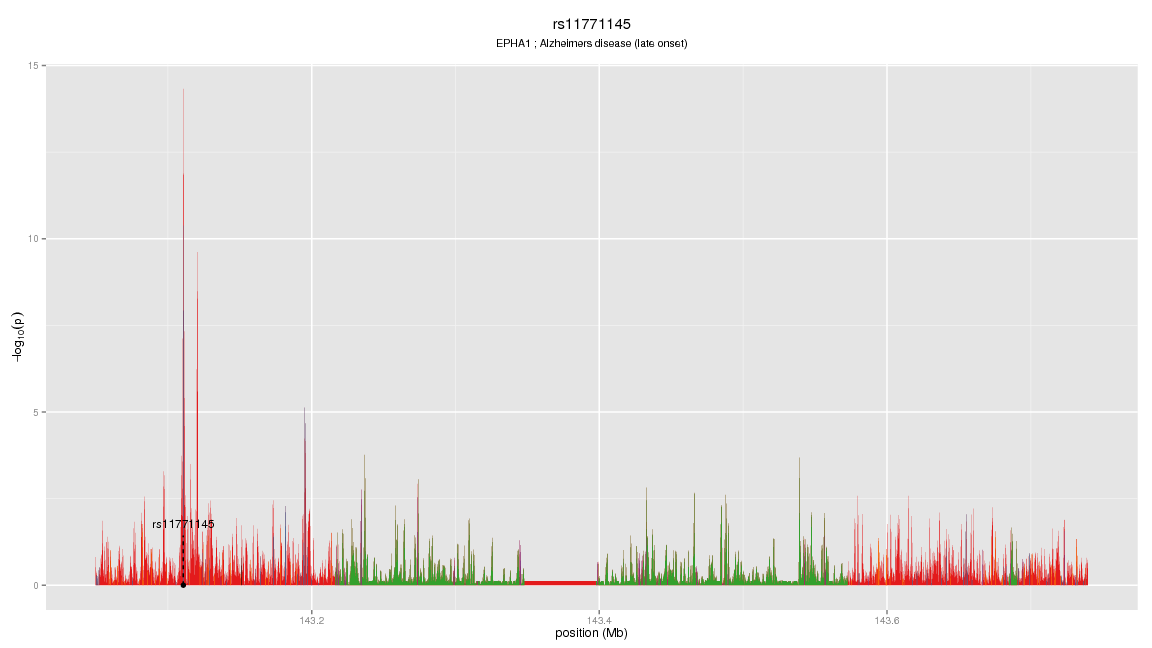 rs11771145
EPHA1 ; Alzheimers disease (late onset)
15
10
5
0
−log10(p)
rs11771145
143.2
143.4
143.6
position (Mb)